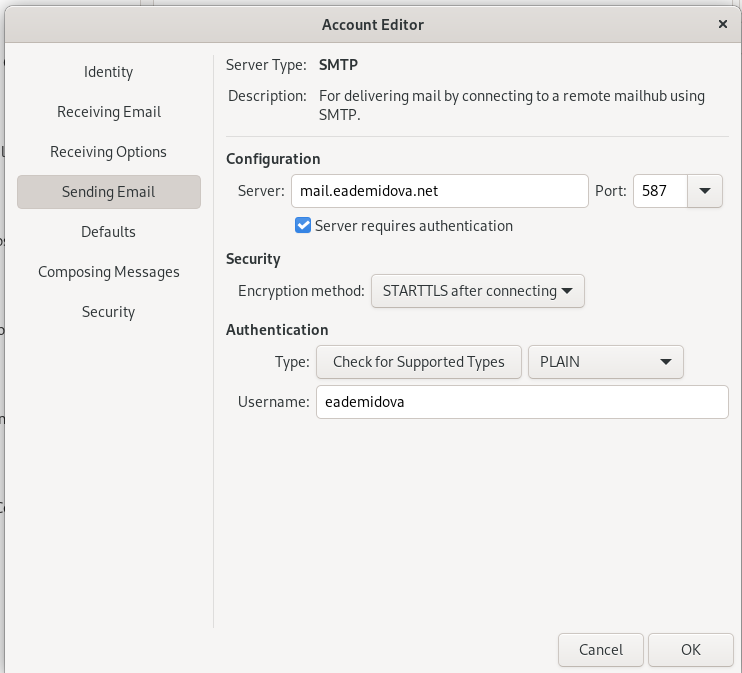 Account Editor
Identity
Receiving Email
Receiving Options
Sending Email
Defaults
Composing Messages
Security
Server Type: SMTP
Description: For delivering mail by connecting to a remote mailhub using
SMTP.
Configuration
Server: mail.eademidova.net Port: 587
Server requires authentication
Security
Encryption method: STARTTLS after connecting
Authentication
Type: Check for Supported Types PLAIN
Username: eademidova
Cancel OK